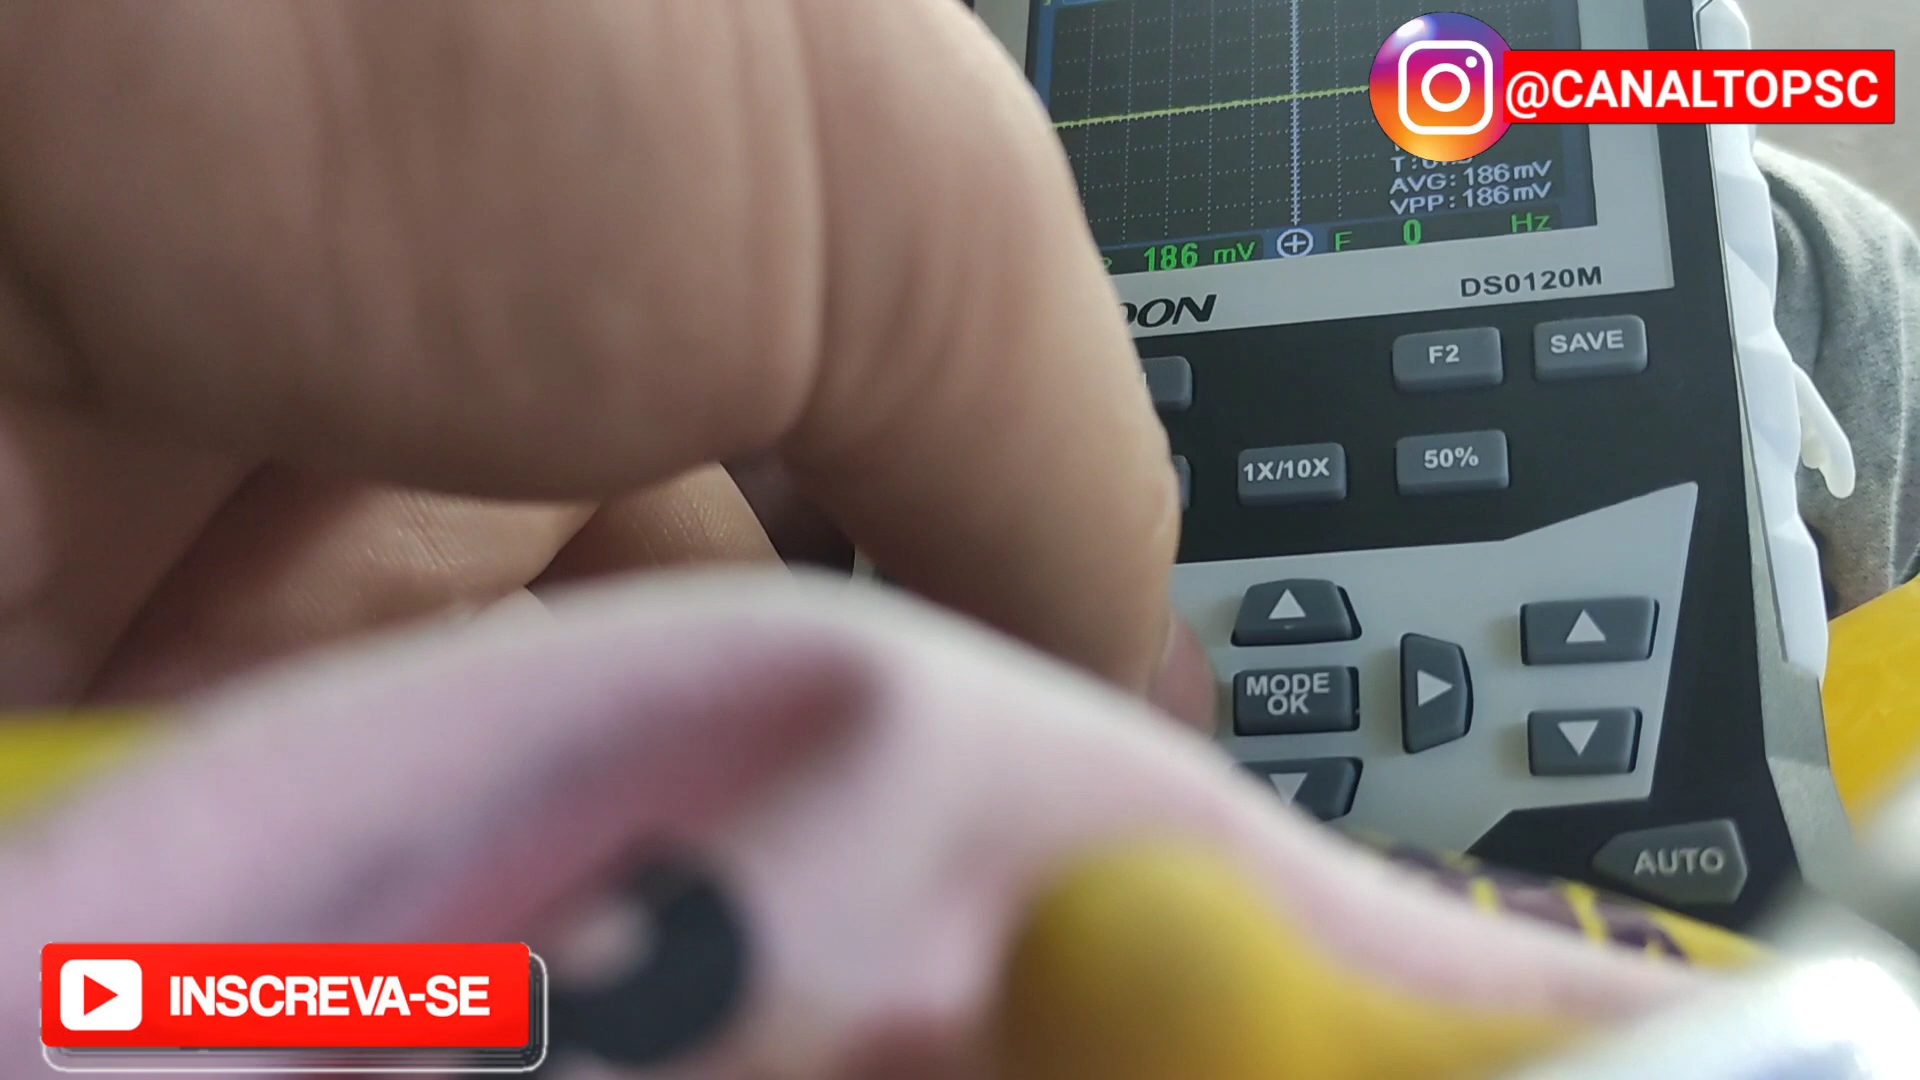 @CANALTOPSC
AVG:186mV
VPP:186mV
186 mV
F 0 Hz
DS0120M
F2
SAVE
1X/10X
50%
MODE
OK
AUTO
INSCREVA-SE